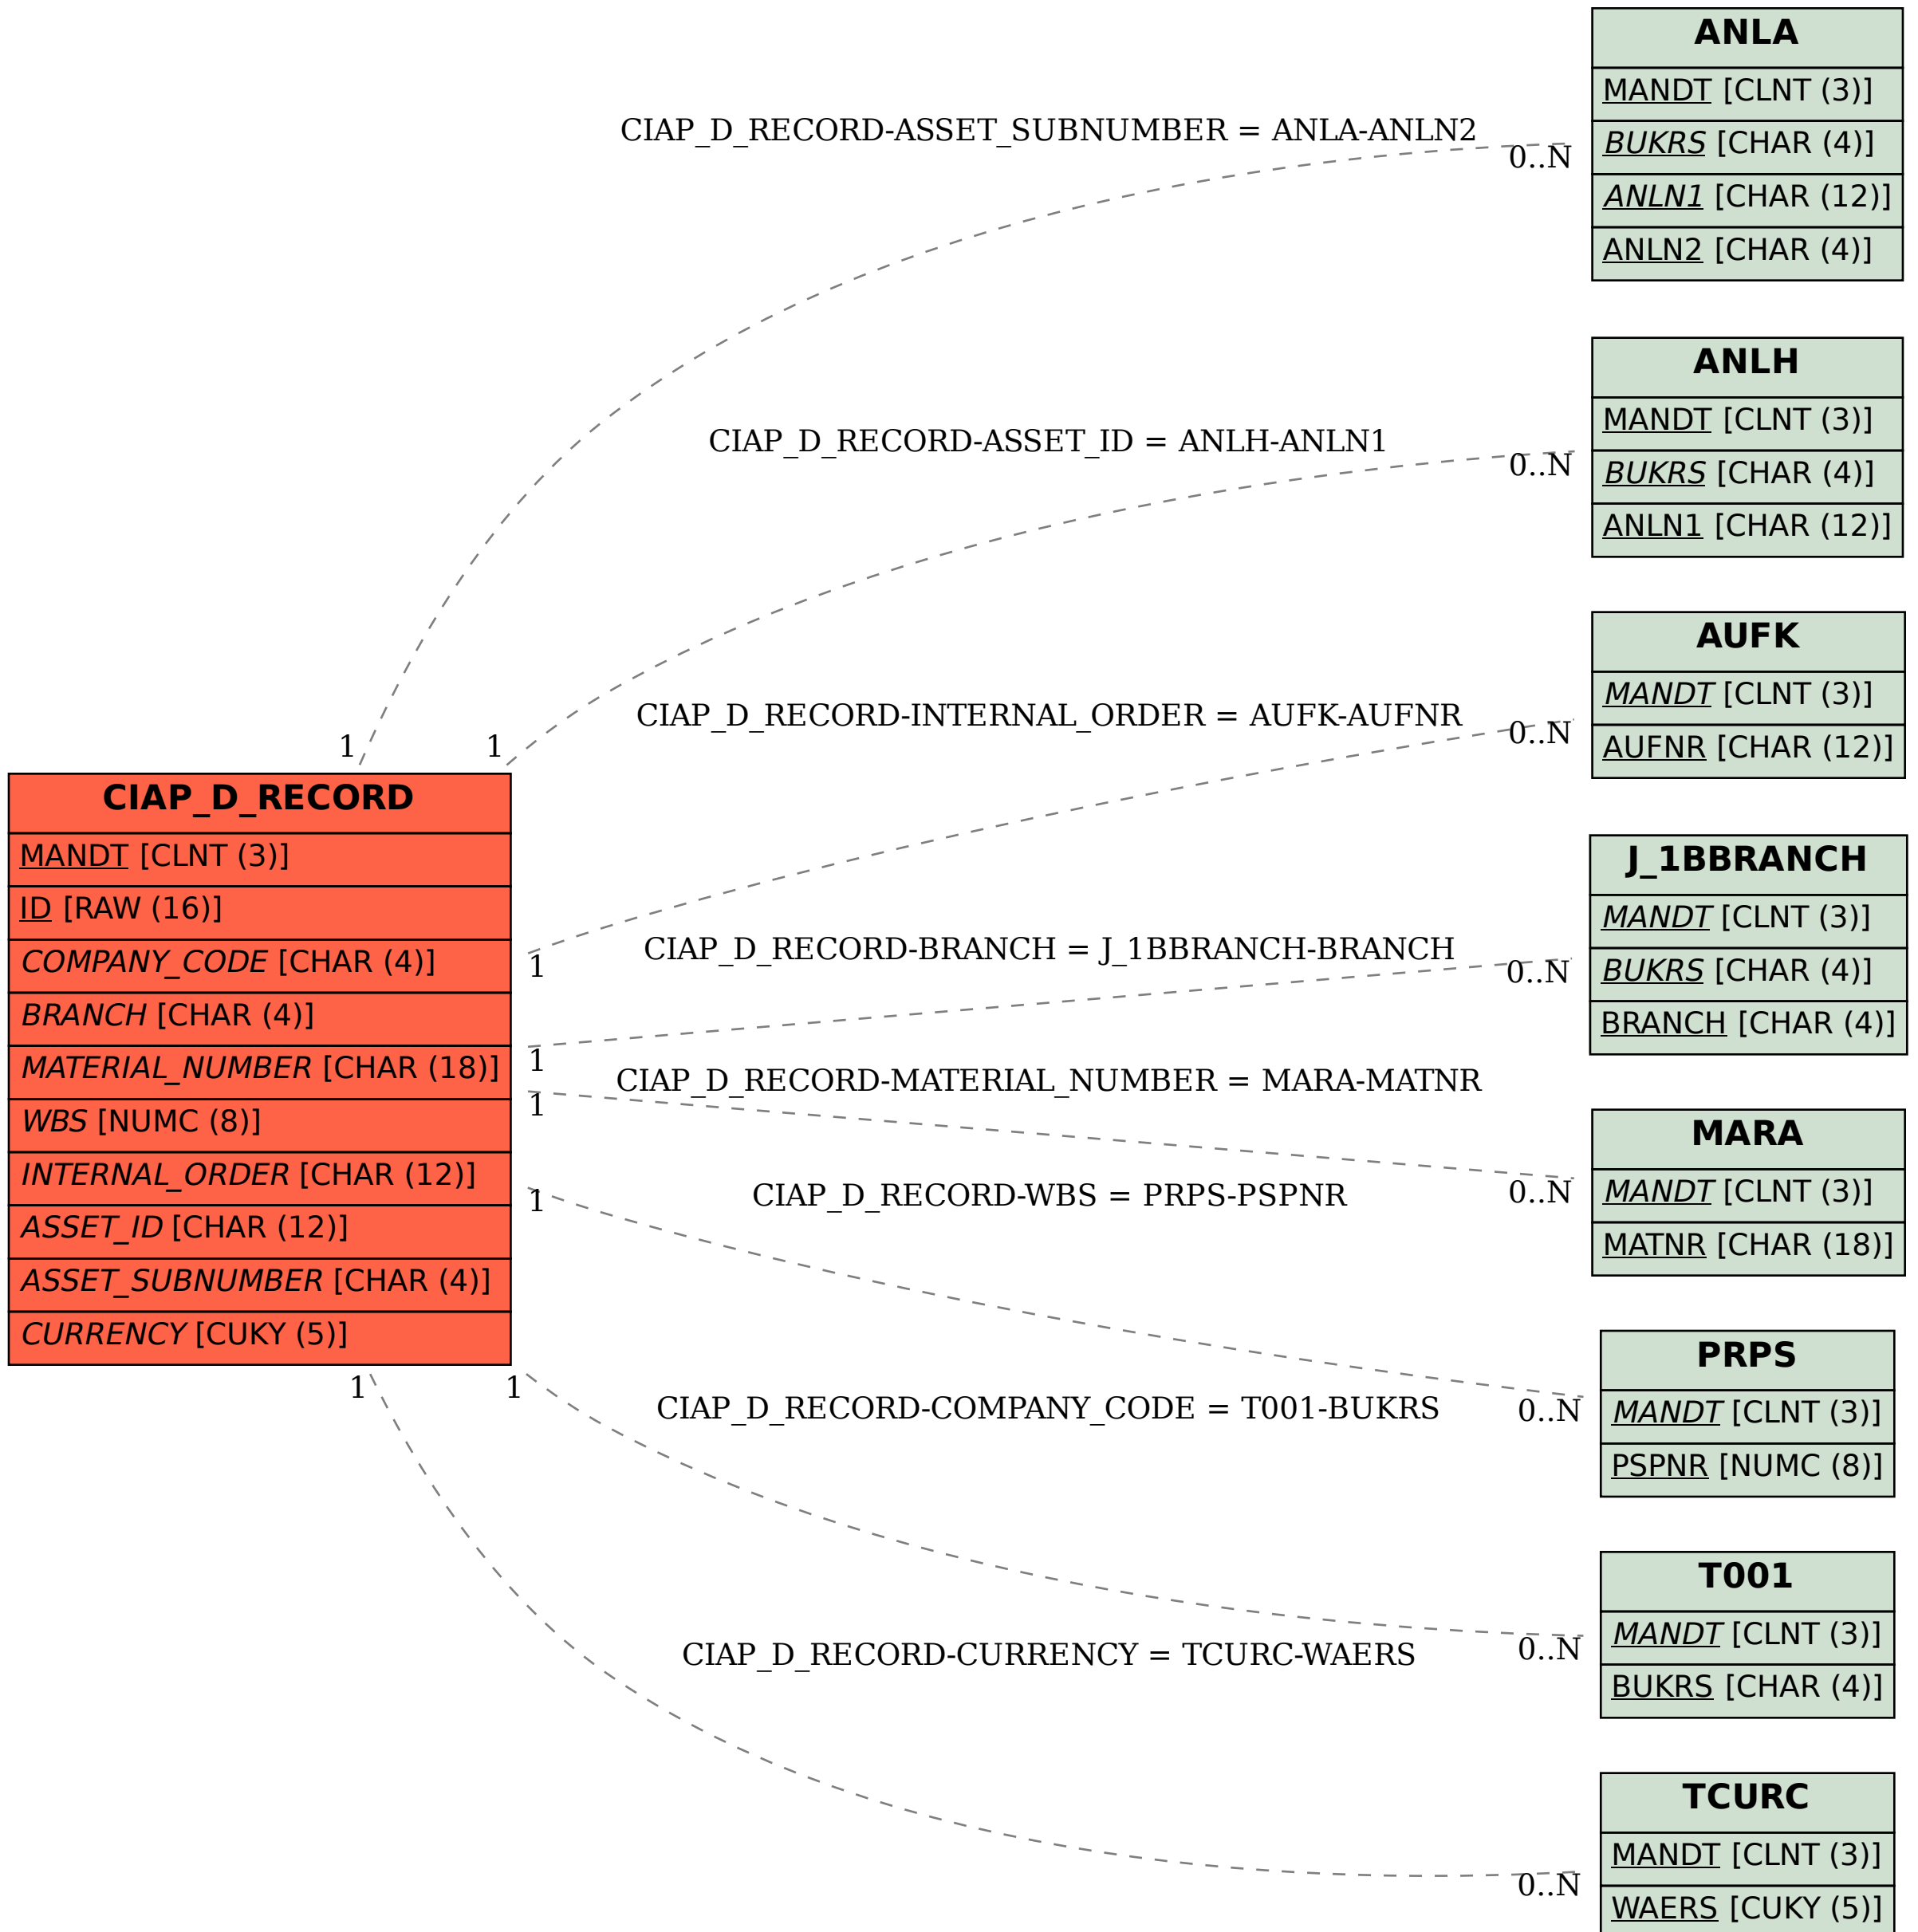 ANLA
MANDT [CLNT (3)]
BUKRS [CHAR (4)]
ANLN1 [CHAR (12)]
ANLN2 [CHAR (4)]
CIAP_D_RECORD-ASSET_SUBNUMBER = ANLA-ANLN2
0..N
1
ANLH
MANDT [CLNT (3)]
BUKRS [CHAR (4)]
ANLN1 [CHAR (12)]
CIAP_D_RECORD-ASSET_ID = ANLH-ANLN1
0..N
1
AUFK
MANDT [CLNT (3)]
AUFNR [CHAR (12)]
CIAP_D_RECORD-INTERNAL_ORDER = AUFK-AUFNR
0..N
1
CIAP_D_RECORD
MANDT [CLNT (3)]
ID [RAW (16)]
COMPANY_CODE [CHAR (4)]
BRANCH [CHAR (4)]
MATERIAL_NUMBER [CHAR (18)]
WBS [NUMC (8)]
INTERNAL_ORDER [CHAR (12)]
ASSET_ID [CHAR (12)]
ASSET_SUBNUMBER [CHAR (4)]
CURRENCY [CUKY (5)]
J_1BBRANCH
MANDT [CLNT (3)]
BUKRS [CHAR (4)]
BRANCH [CHAR (4)]
CIAP_D_RECORD-BRANCH = J_1BBRANCH-BRANCH
0..N
1
CIAP_D_RECORD-MATERIAL_NUMBER = MARA-MATNR
1
0..N
MARA
MANDT [CLNT (3)]
MATNR [CHAR (18)]
CIAP_D_RECORD-WBS = PRPS-PSPNR
1
0..N
PRPS
MANDT [CLNT (3)]
PSPNR [NUMC (8)]
CIAP_D_RECORD-COMPANY_CODE = T001-BUKRS
1
0..N
T001
MANDT [CLNT (3)]
BUKRS [CHAR (4)]
CIAP_D_RECORD-CURRENCY = TCURC-WAERS
1
0..N
TCURC
MANDT [CLNT (3)]
WAERS [CUKY (5)]